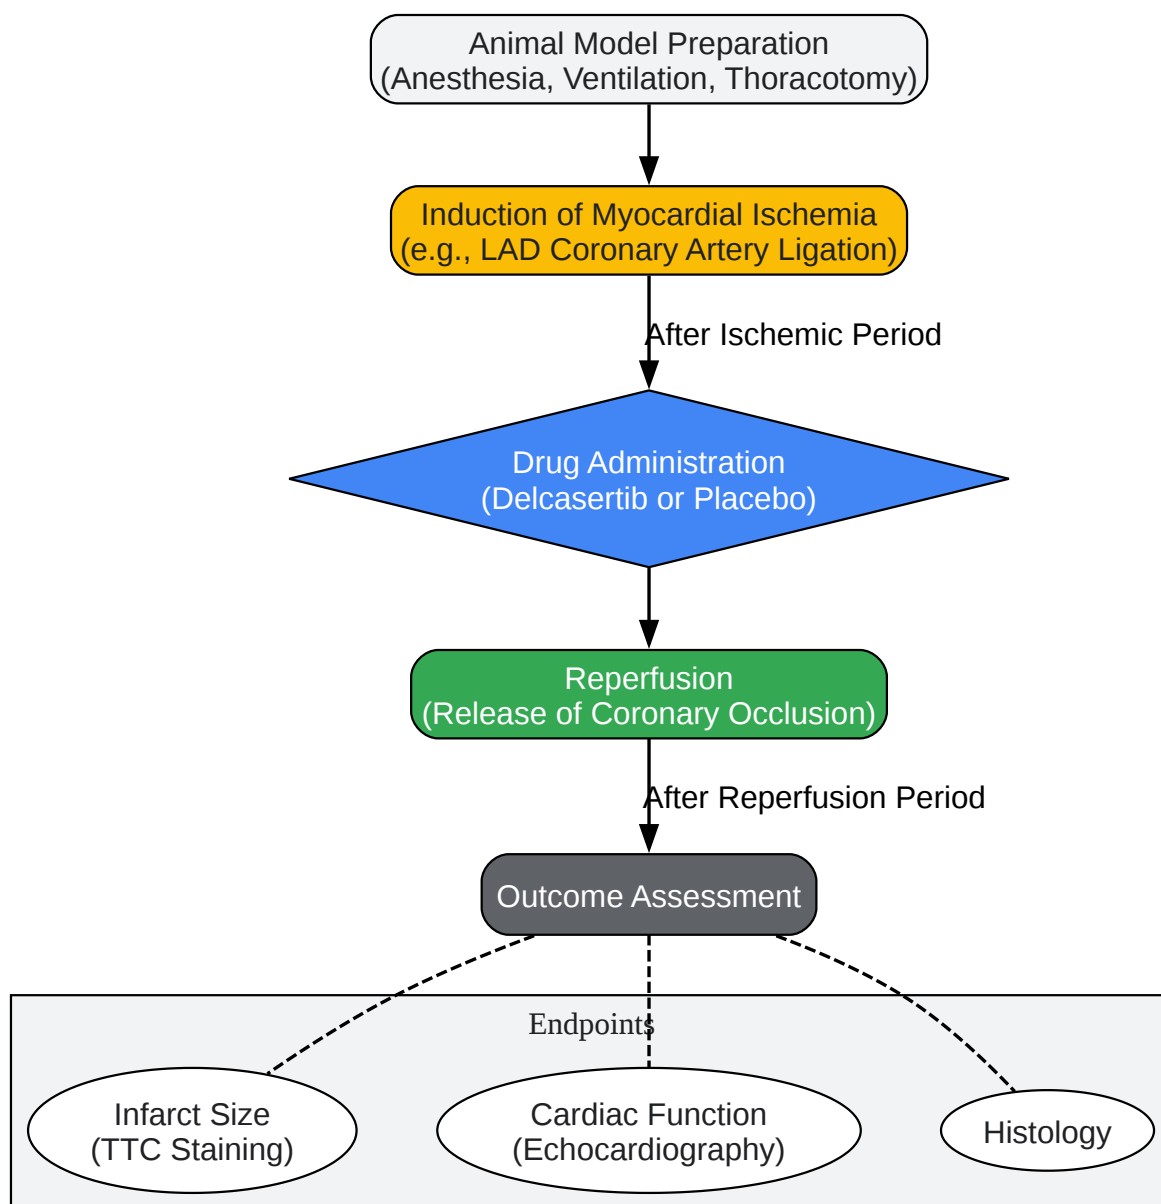 Animal Model Preparation
(Anesthesia, Ventilation, Thoracotomy)
Induction of Myocardial Ischemia
(e.g., LAD Coronary Artery Ligation)
After Ischemic Period
Drug Administration
(Delcasertib or Placebo)
Reperfusion
(Release of Coronary Occlusion)
After Reperfusion Period
Outcome Assessment
Endpoints
Infarct Size
(TTC Staining)
Cardiac Function
(Echocardiography)
Histology